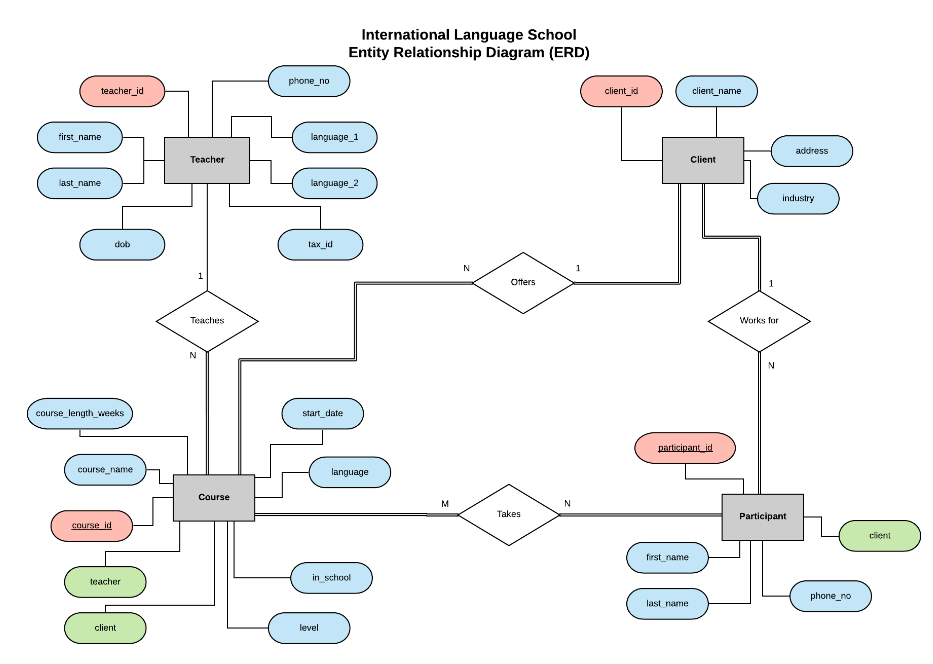 International Language School
Entity Relationship Diagram (ERD)
phone_no
teacher_id
client_id
client_name
first_name
language_1
address
Teacher
Client
last_name
language_2
industry
dob
tax_id
N
1
1
Offers
1
Teaches
Works for
N
N
course_length_weeks
start_date
participant_id
course_name
language
Course
M
N
Takes
Participant
course_id
client
first_name
teacher
in_school
phone_no
last_name
client
level